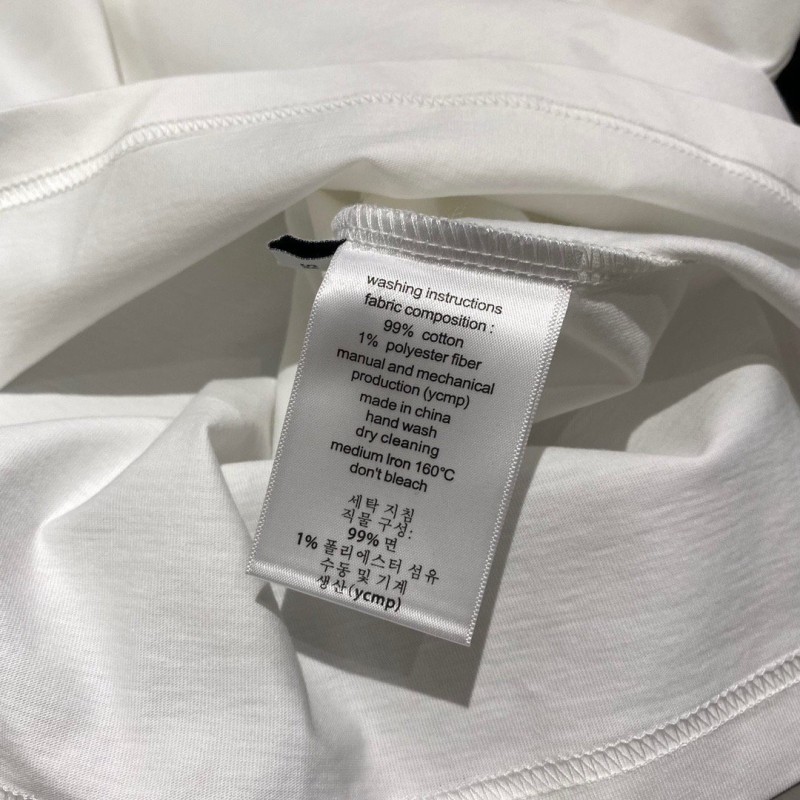 washing instructions
fabric composition :
99% cotton
1% polyester fiber
manual and mechanical
production (ycmp)
made in china
hand wash
dry cleaning
medium Iron 160°C
don't bleach
세탁 지침
직물 구성:
99% 면
1% 폴리에스터 섬유
수동 및 기계
생산(ycmp)